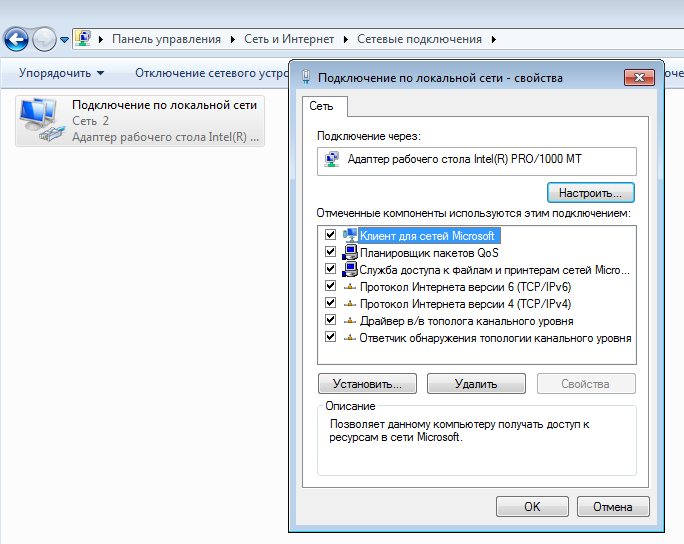 Панель управления
Сеть и Интернет
Сетевые подключения
Упорядочить
Отключение сетевого устро
Подключение по локальной сети
Сеть 2
Адаптер рабочего стола Intel(R) ...
Подключение по локальной сети - свойства
Сеть
Подключение через:
Адаптер рабочего стола Intel(R) PRO/1000 MT
Настроить...
Отмеченные компоненты используются этим подключением:
Клиент для сетей Microsoft
Планировщик пакетов QoS
Служба доступа к файлам и принтерам сетей Micro...
Протокол Интернета версии 6 (TCP/IPv6)
Протокол Интернета версии 4 (TCP/IPv4)
Драйвер в/в тополога канального уровня
Ответчик обнаружения топологии канального уровня
Установить...
Удалить
Свойства
Описание
Позволяет данному компьютеру получать доступ к
ресурсам в сети Microsoft.
OK
Отмена